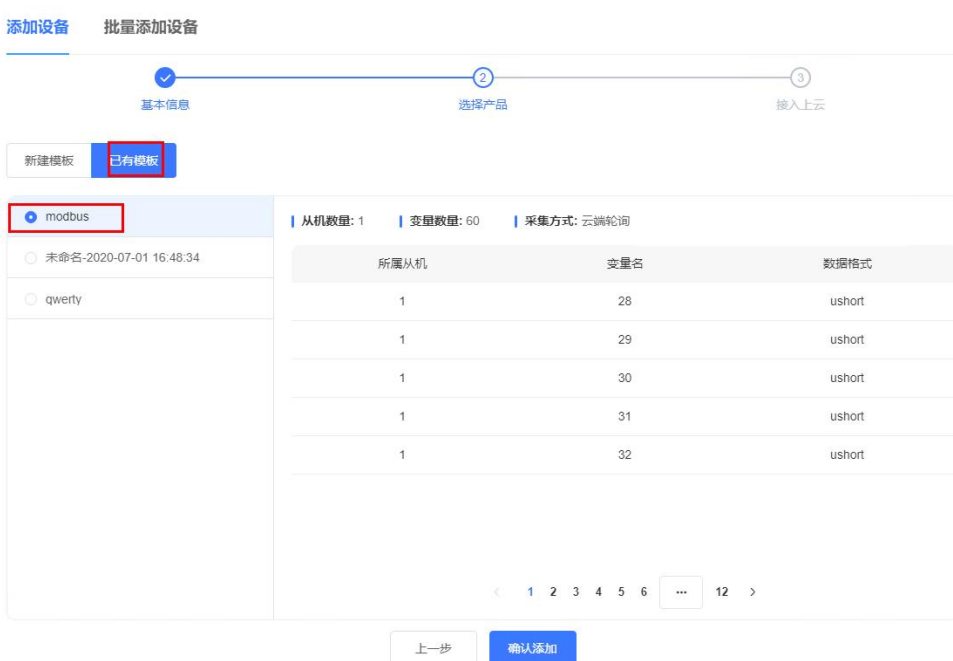 添加设备 批量添加设备
2 3
基本信息 选择产品 接入上云
新建模板 已有模板
modbus
未命名-2020-07-01 16:48:34
qwerty
从机数量: 1 变量数量: 60 采集方式: 云端轮询
所属从机 变量名 数据格式
1 28 ushort
1 29 ushort
1 30 ushort
1 31 ushort
1 32 ushort
< 1 2 3 4 5 6 ··· 12 >
上一步 确认添加